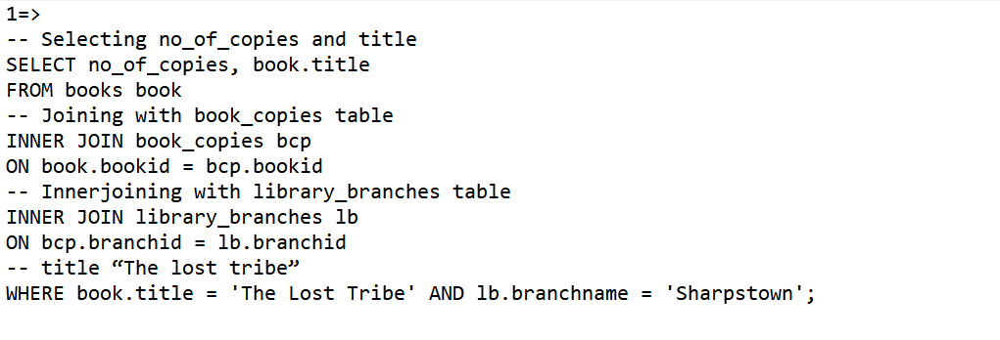 1=>
-- Selecting no_of_copies and title
SELECT no_of_copies, book.title
FROM books book
-- Joining with book_copies table
INNER JOIN book_copies bcp
ON book.bookid = bcp.bookid
-- Innerjoining with library_branches table
INNER JOIN library_branches lb
ON bcp.branchid = lb.branchid
-- title “The lost tribe”
WHERE book.title = 'The Lost Tribe' AND lb.branchname = 'Sharpstown';